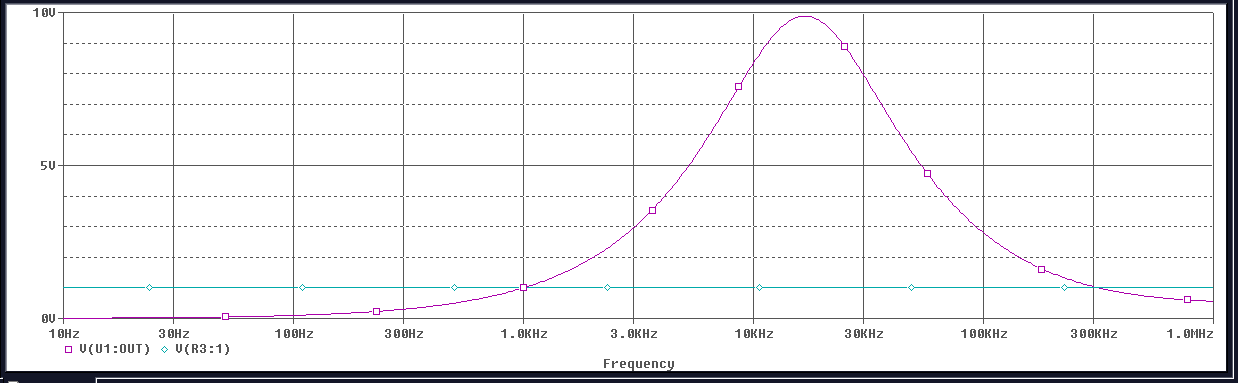 10V
5V
0V
10Hz 30Hz 100Hz 300Hz 1.0KHz 3.0KHz 10KHz 30KHz 100KHz 300KHz 1.0MHz
V(U1:OUT) V(R3:1)
Frequency